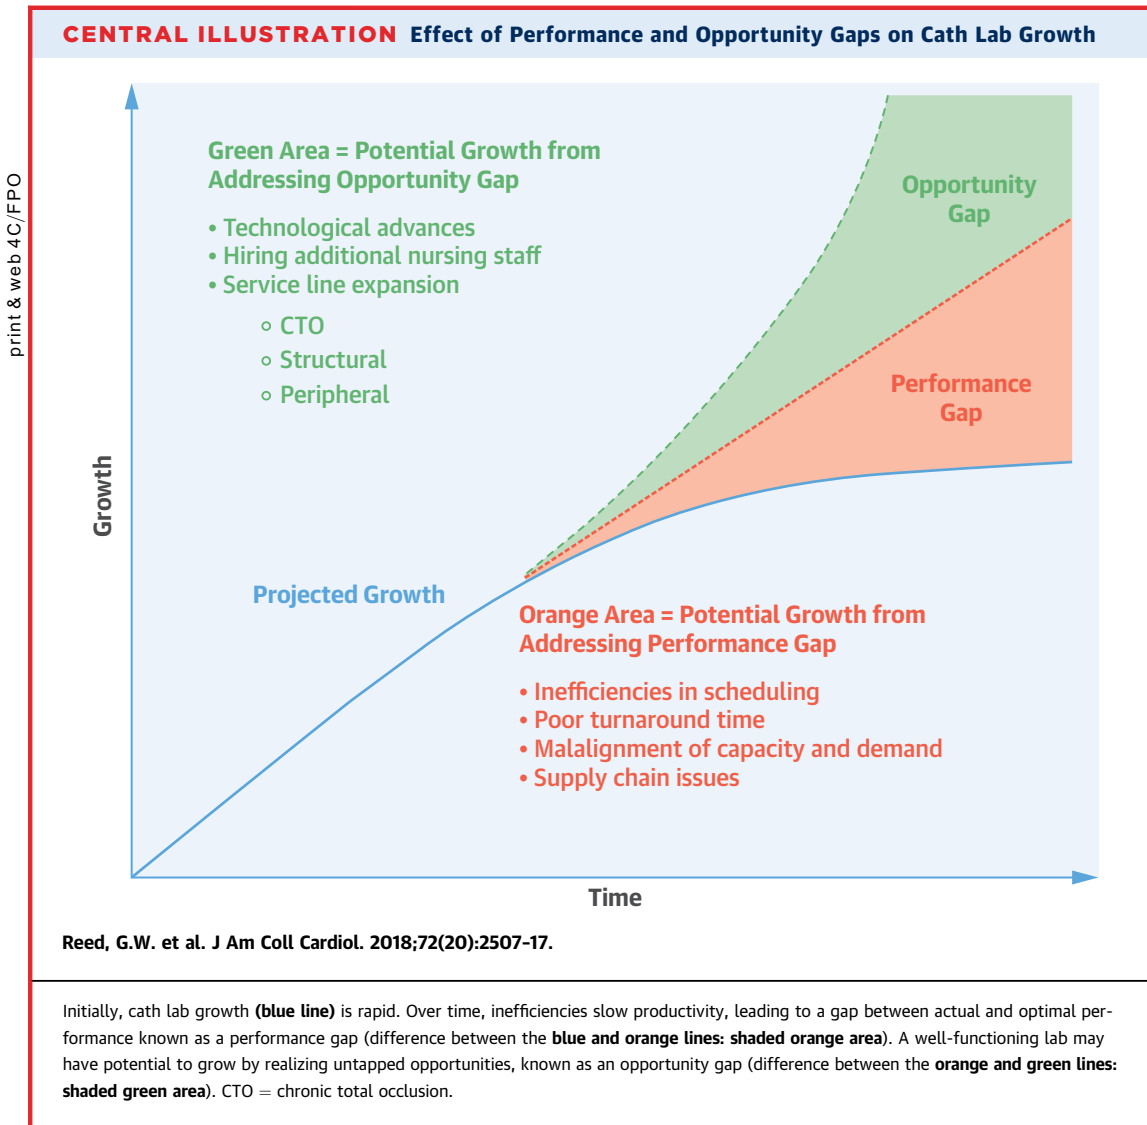 CENTRAL ILLUSTRATION Effect of Performance and Opportunity Gaps on Cath Lab Growth
print & web 4C/FPO
Green Area = Potential Growth from
Addressing Opportunity Gap
• Technological advances
• Hiring additional nursing staff
• Service line expansion
○ CTO
○ Structural
○ Peripheral
Opportunity
Gap
Performance
Gap
Growth
Projected Growth
Orange Area = Potential Growth from
Addressing Performance Gap
• Inefficiencies in scheduling
• Poor turnaround time
• Malalignment of capacity and demand
• Supply chain issues
Time
Reed, G.W. et al. J Am Coll Cardiol. 2018;72(20):2507–17.
Initially, cath lab growth (blue line) is rapid. Over time, inefficiencies slow productivity, leading to a gap between actual and optimal per-
formance known as a performance gap (difference between the blue and orange lines: shaded orange area). A well-functioning lab may
have potential to grow by realizing untapped opportunities, known as an opportunity gap (difference between the orange and green lines:
shaded green area). CTO = chronic total occlusion.